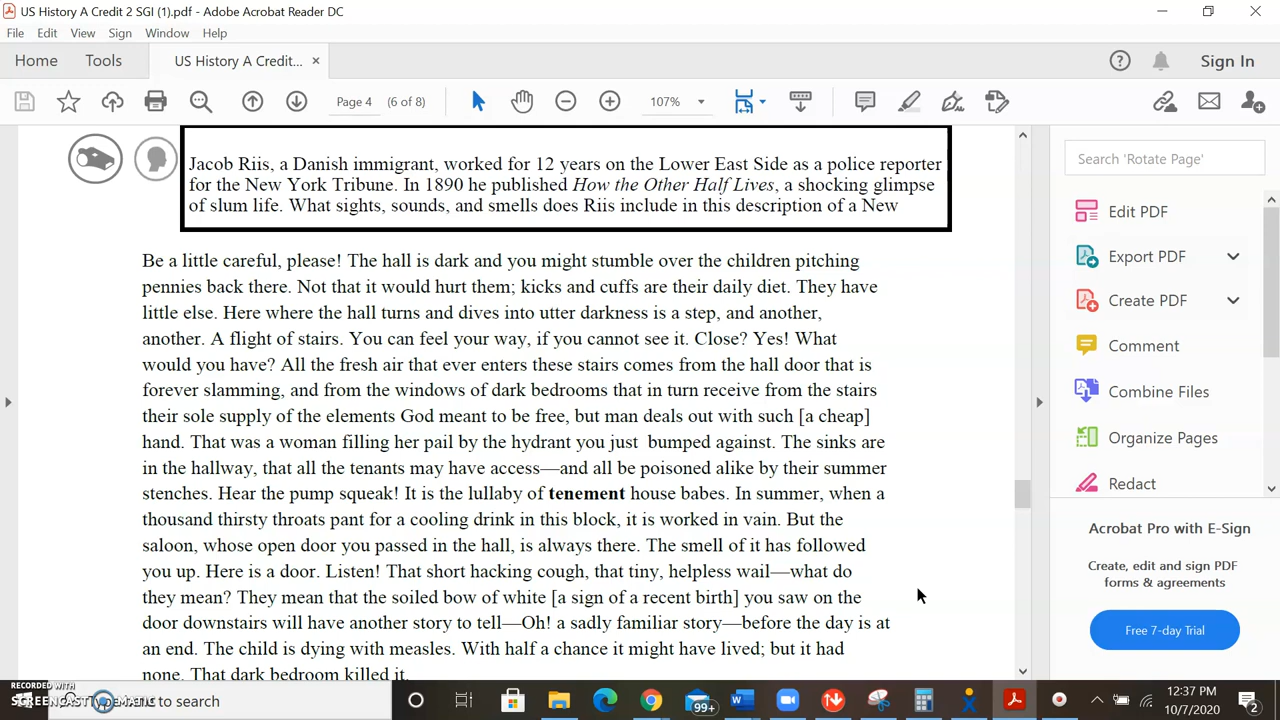 US History A Credit 2 SGI (1).pdf - Adobe Acrobat Reader DC
File Edit View Sign Window Help
Home Tools US History A Credit... × Sign In
Page 4 (6 of 8) 107%
Jacob Riis, a Danish immigrant, worked for 12 years on the Lower East Side as a police reporter
for the New York Tribune. In 1890 he published How the Other Half Lives, a shocking glimpse
of slum life. What sights, sounds, and smells does Riis include in this description of a New
Be a little careful, please! The hall is dark and you might stumble over the children pitching
pennies back there. Not that it would hurt them; kicks and cuffs are their daily diet. They have
little else. Here where the hall turns and dives into utter darkness is a step, and another,
another. A flight of stairs. You can feel your way, if you cannot see it. Close? Yes! What
would you have? All the fresh air that ever enters these stairs comes from the hall door that is
forever slamming, and from the windows of dark bedrooms that in turn receive from the stairs
their sole supply of the elements God meant to be free, but man deals out with such [a cheap]
hand. That was a woman filling her pail by the hydrant you just bumped against. The sinks are
in the hallway, that all the tenants may have access—and all be poisoned alike by their summer
stenches. Hear the pump squeak! It is the lullaby of tenement house babes. In summer, when a
thousand thirsty throats pant for a cooling drink in this block, it is worked in vain. But the
saloon, whose open door you passed in the hall, is always there. The smell of it has followed
you up. Here is a door. Listen! That short hacking cough, that tiny, helpless wail—what do
they mean? They mean that the soiled bow of white [a sign of a recent birth] you saw on the
door downstairs will have another story to tell—Oh! a sadly familiar story—before the day is at
an end. The child is dying with measles. With half a chance it might have lived; but it had
none. That dark bedroom killed it.
Search 'Rotate Page'
Edit PDF
Export PDF
Create PDF
Comment
Combine Files
Organize Pages
Redact
Acrobat Pro with E-Sign
Create, edit and sign PDF
forms & agreements
Free 7-day Trial
RECORDED WITH
SCREENCAST MATIC
to search
99+
12:37 PM
10/7/2020
2